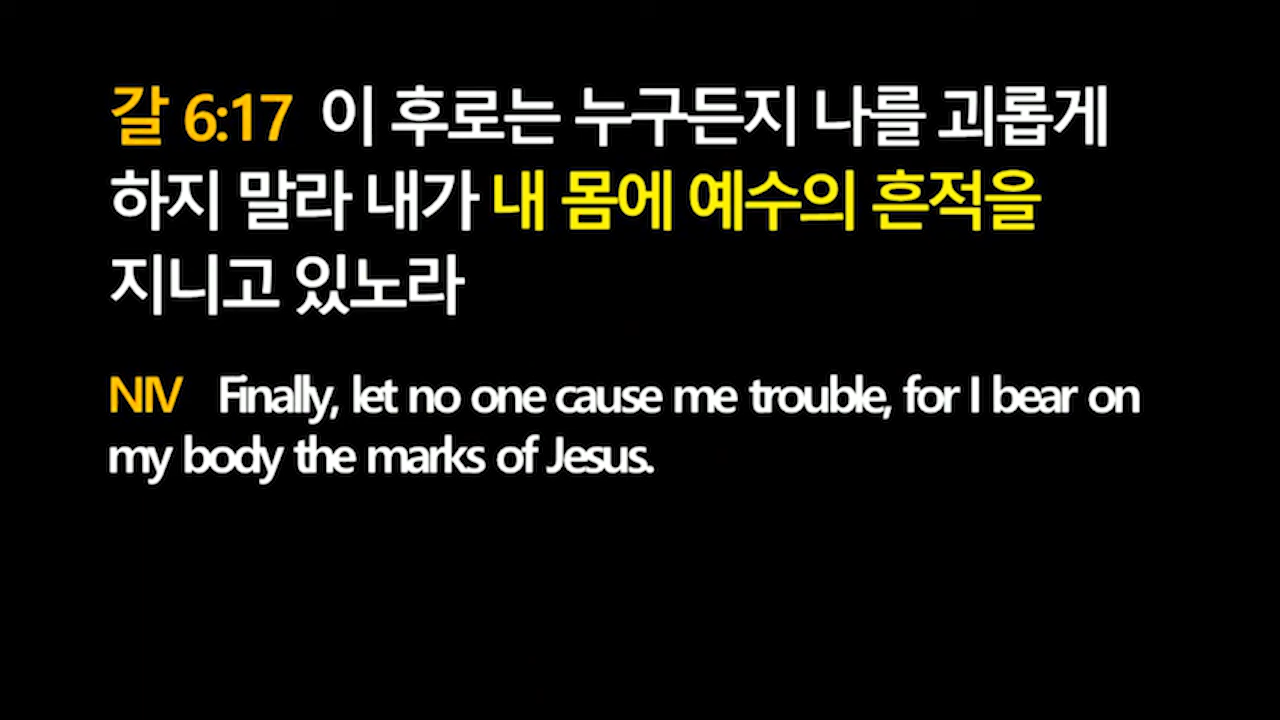 갈 6:17 이 후로는 누구든지 나를 괴롭게
하지 말라 내가 내 몸에 예수의 흔적을
지니고 있노라
NIV Finally, let no one cause me trouble, for I bear on
my body the marks of Jesus.